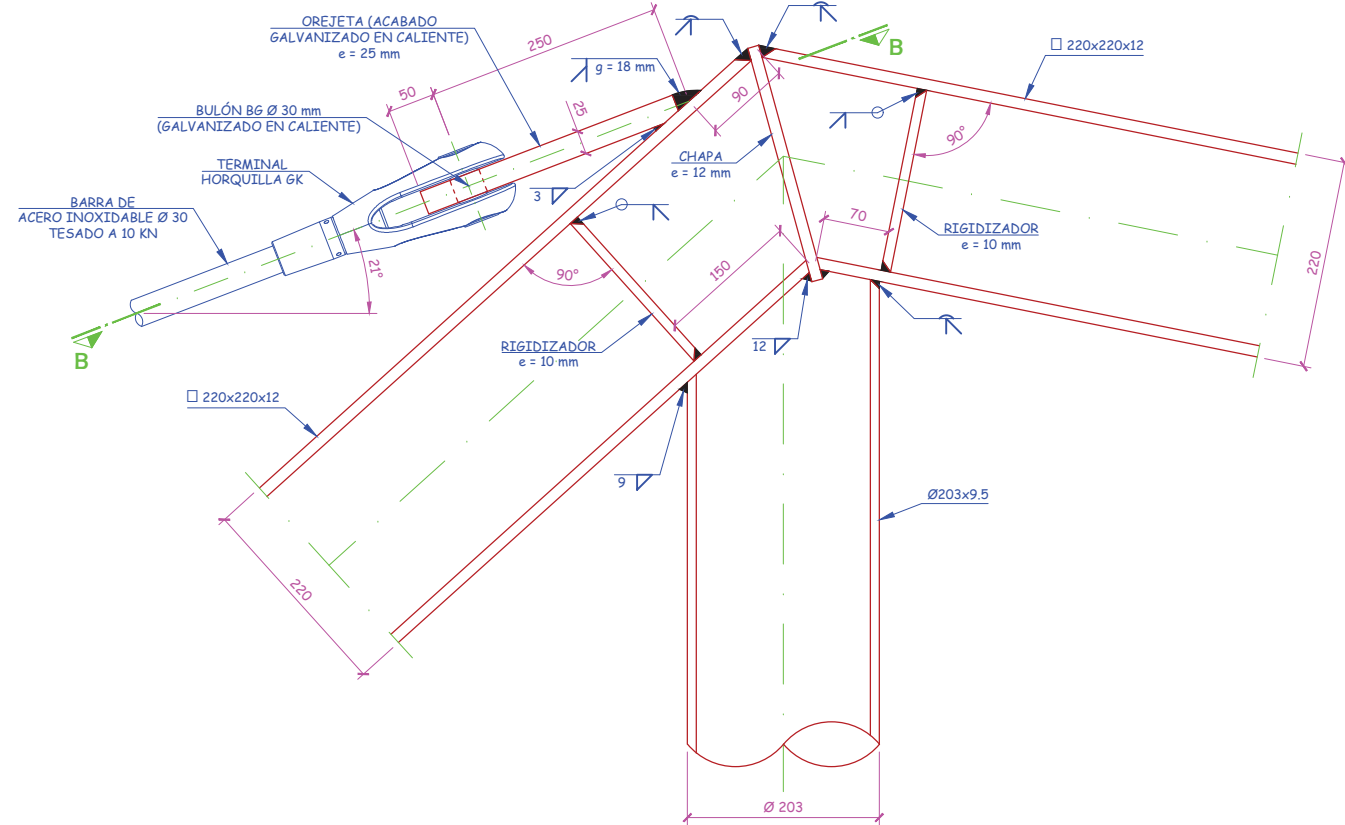 OREJETA (ACABADO
GALVANIZADO EN CALIENTE)
e = 25 mm
250
g = 18 mm
B
□ 220x220x12
50
90
25
BULÓN BG Ø 30 mm
(GALVANIZADO EN CALIENTE)
90°
CHAPA
e = 12 mm
TERMINAL
HORQUILLA GK
3
BARRA DE
ACERO INOXIDABLE Ø 30
TESADO A 10 KN
70
RIGIDIZADOR
e = 10 mm
21°
90°
150
220
B
RIGIDIZADOR
e = 10 mm
12
□ 220x220x12
9
Ø203x9.5
220
Ø 203